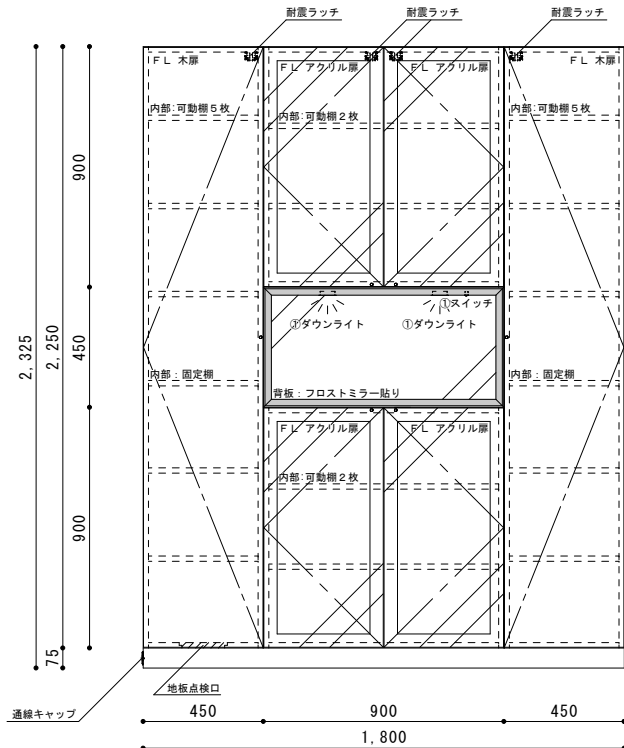 耐震ラッチ
耐震ラッチ
耐震ラッチ
FL 木扉
FL アクリル扉
FL アクリル扉
FL 木扉
内部:可動棚5枚
内部:可動棚2枚
内部:可動棚5枚
900
①スイッチ
①ダウンライト
①ダウンライト
450
2,250
2,325
内部:固定棚
内部:固定棚
背板:フロストミラー貼り
FL アクリル扉
FL アクリル扉
内部:可動棚2枚
900
75
通線キャップ
地板点検口
450
900
450
1,800